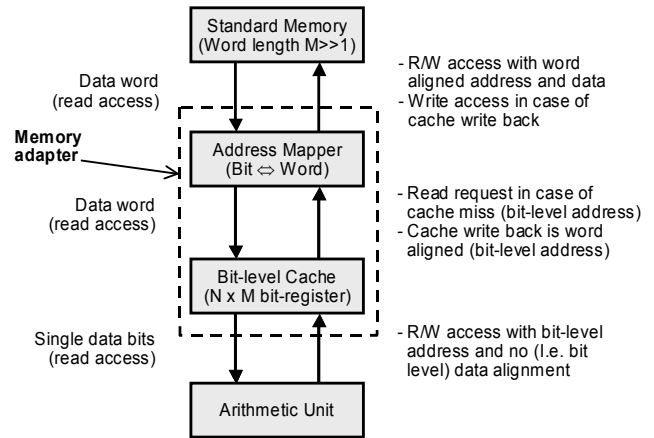 Standard Memory
(Word length M>>1)
Data word
(read access)
- R/W access with word
aligned address and data
- Write access in case of
cache write back
Memory
adapter
Address Mapper
(Bit ⇔ Word)
Data word
(read access)
- Read request in case of
cache miss (bit-level address)
- Cache write back is word
aligned (bit-level address)
Bit-level Cache
(N x M bit-register)
Single data bits
(read access)
- R/W access with bit-level
address and no (I.e. bit
level) data alignment
Arithmetic Unit